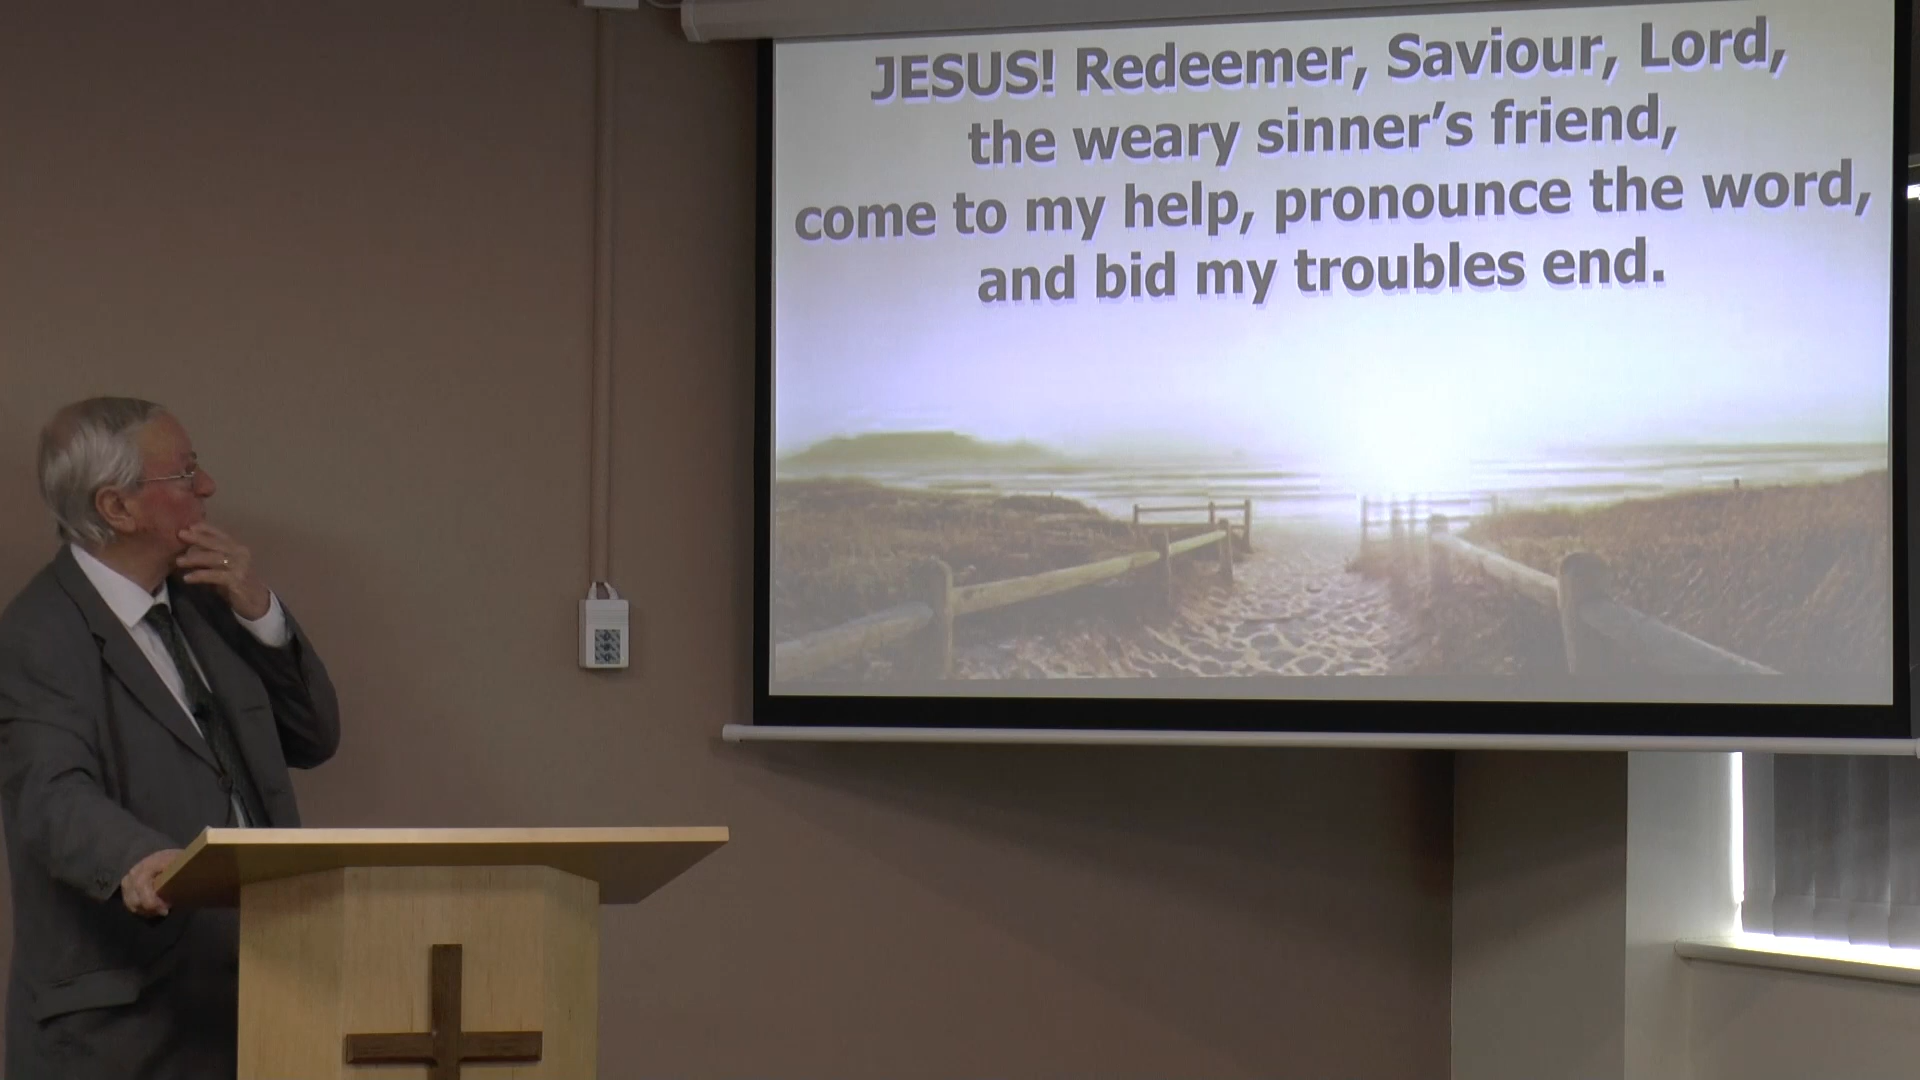 JESUS! Redeemer, Saviour, Lord,
the weary sinner’s friend,
come to my help, pronounce the word,
and bid my troubles end.